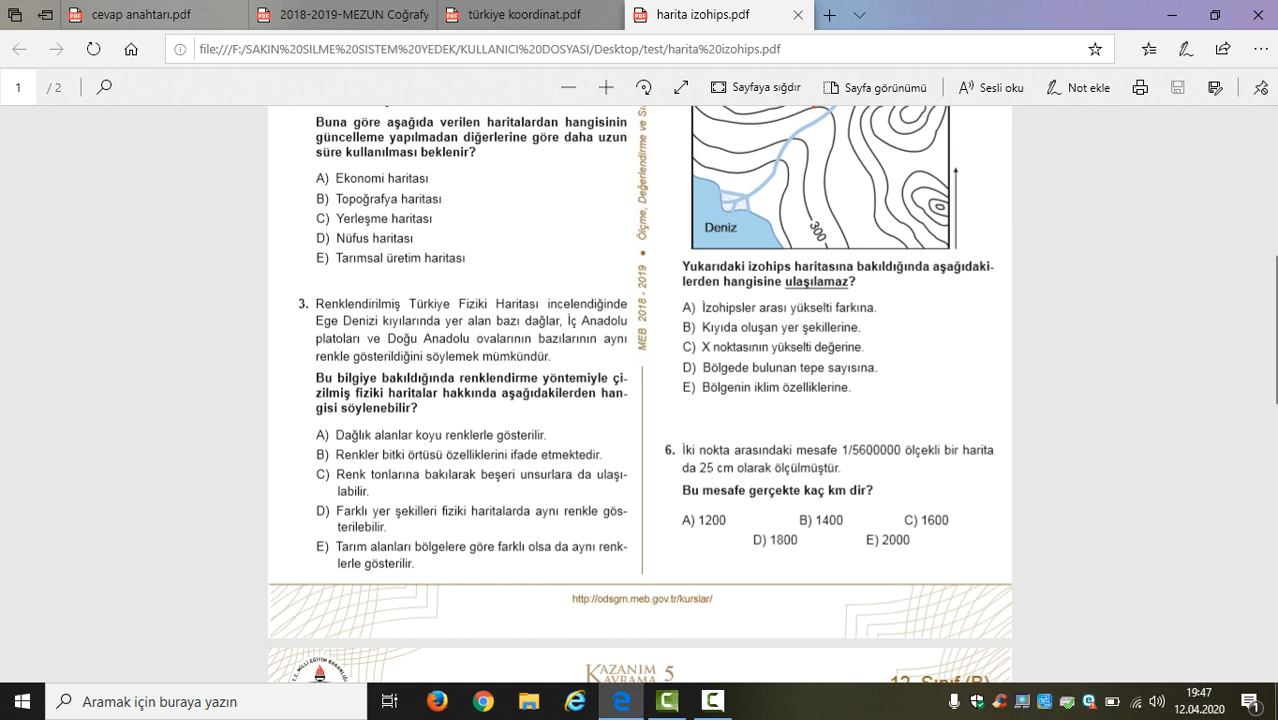 cevap anahtarı.pdf
2018-2019 coğrafya ders k
türkiye koordinat.pdf
harita izohips.pdf
file:///F:/SAKIN%20SILME%20SISTEM%20YEDEK/KULLANICI%20DOSYASI/Desktop/test/harita%20izohips.pdf
1 / 2
Sayfaya sığdır
Sayfa görünümü
Sesli oku
Not ekle
Buna göre aşağıda verilen haritalardan hangisinin
güncelleme yapılmadan diğerlerine göre daha uzun
süre kullanılması beklenir?
A) Ekonomi haritası
B) Topoğrafya haritası
C) Yerleşme haritası
D) Nüfus haritası
E) Tarımsal üretim haritası
3. Renklendirilmiş Türkiye Fiziki Haritası incelendiğinde
Ege Denizi kıyılarında yer alan bazı dağlar, İç Anadolu
platoları ve Doğu Anadolu ovalarının bazılarının aynı
renkle gösterildiğini söylemek mümkündür.
Bu bilgiye bakıldığında renklendirme yöntemiyle çi-
zilmiş fiziki haritalar hakkında aşağıdakilerden han-
gisi söylenebilir?
A) Dağlık alanlar koyu renklerle gösterilir.
B) Renkler bitki örtüsü özelliklerini ifade etmektedir.
C) Renk tonlarına bakılarak beşeri unsurlara da ulaşı-
labilir.
D) Farklı yer şekilleri fiziki haritalarda aynı renkle gös-
terilebilir.
E) Tarım alanları bölgelere göre farklı olsa da aynı renk-
lerle gösterilir.
MEB 2018 - 2019 ● Ölçme, Değerlendirme ve Sı
Deniz
300
Yukarıdaki izohips haritasına bakıldığında aşağıdaki-
lerden hangisine ulaşılamaz?
A) İzohipsler arası yükselti farkına.
B) Kıyıda oluşan yer şekillerine.
C) X noktasının yükselti değerine.
D) Bölgede bulunan tepe sayısına.
E) Bölgenin iklim özelliklerine.
6. İki nokta arasındaki mesafe 1/5600000 ölçekli bir harita
da 25 cm olarak ölçülmüştür.
Bu mesafe gerçekte kaç km dir?
A) 1200 B) 1400 C) 1600
D) 1800 E) 2000
http://odsgm.meb.gov.tr/kurslar/
KAZANIM
KAVRAMA 5
12. Sınıf (B)
Aramak için buraya yazın
19:47
12.04.2020